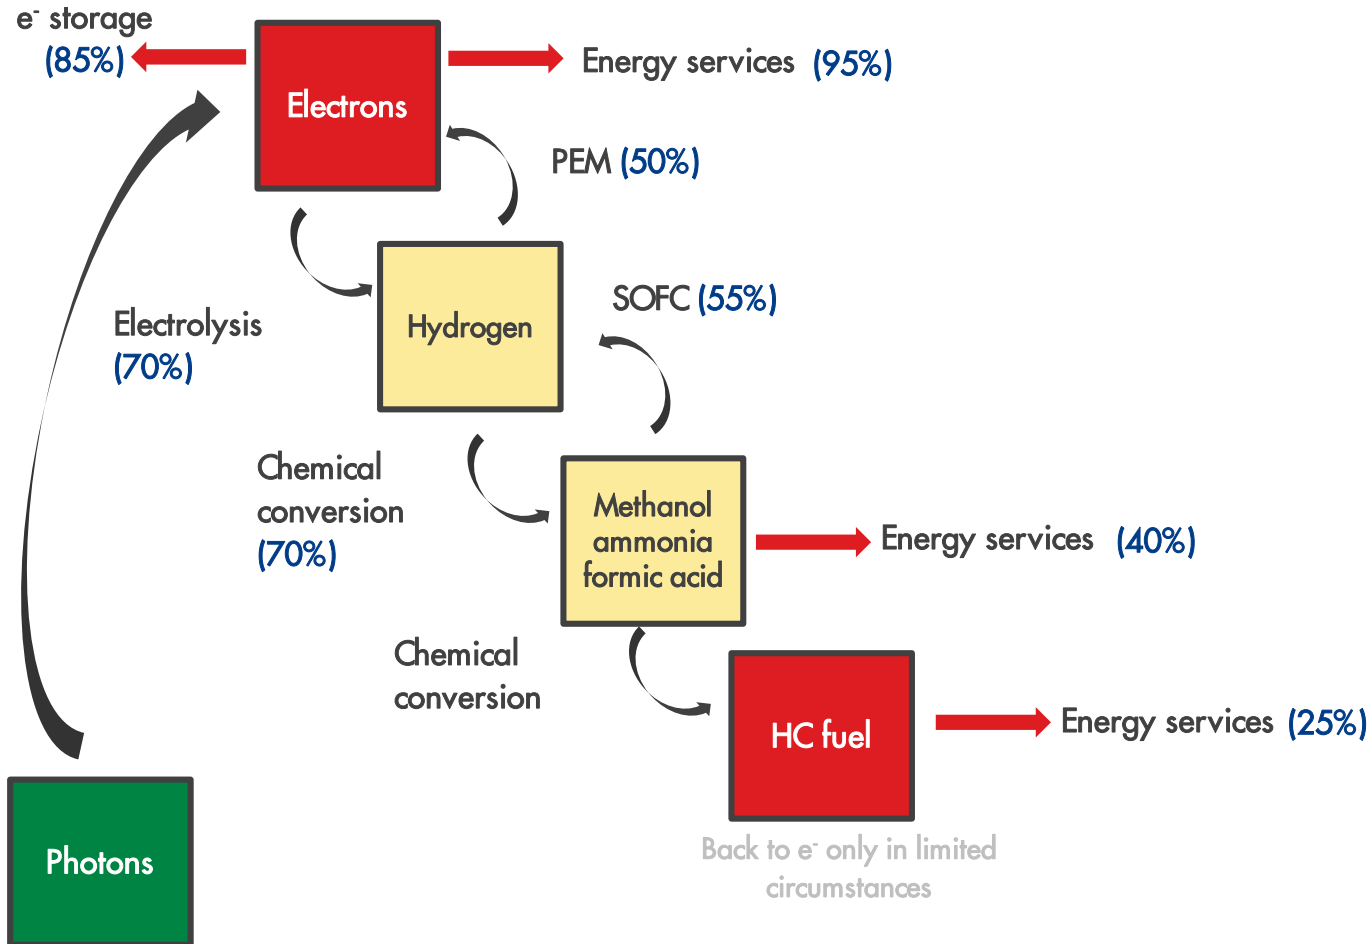 e⁻ storage
(85%)
Electrons
Energy services (95%)
PEM (50%)
Electrolysis
(70%)
Hydrogen
SOFC (55%)
Chemical
conversion
(70%)
Methanol
ammonia
formic acid
Energy services (40%)
Chemical
conversion
HC fuel
Energy services (25%)
Back to e⁻ only in limited
circumstances
Photons